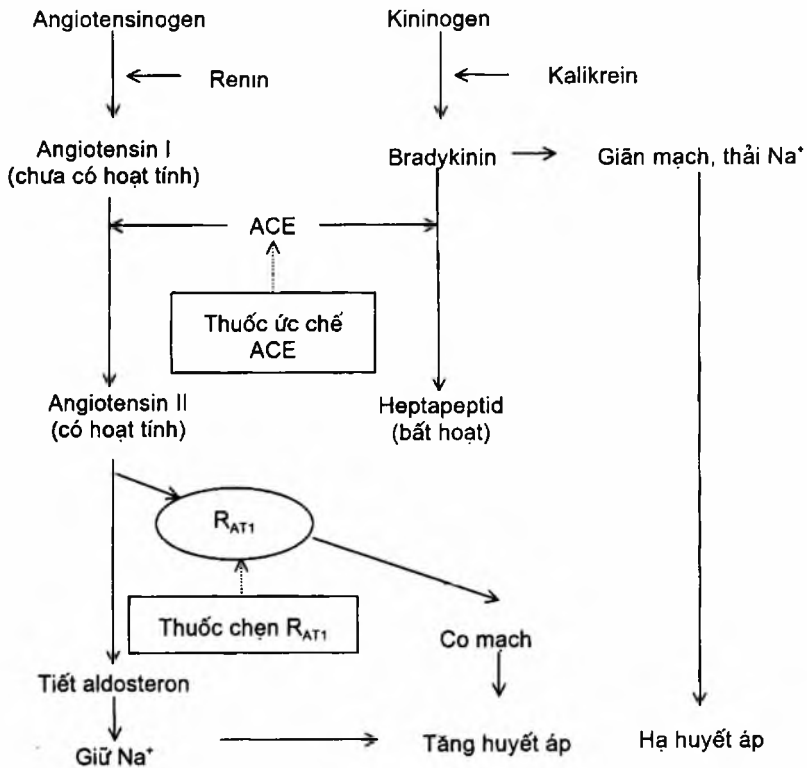 Angiotensinogen
Kininogen
Renin
Kalikrein
Angiotensin I
(chưa có hoạt tính)
Bradykinin
Giãn mạch, thải Na⁺
ACE
Thuốc ức chế
ACE
Angiotensin II
(có hoạt tính)
Heptapeptid
(bất hoạt)
R_AT1
Thuốc chẹn R_AT1
Co mạch
Tiết aldosteron
Giữ Na⁺
Tăng huyết áp
Hạ huyết áp